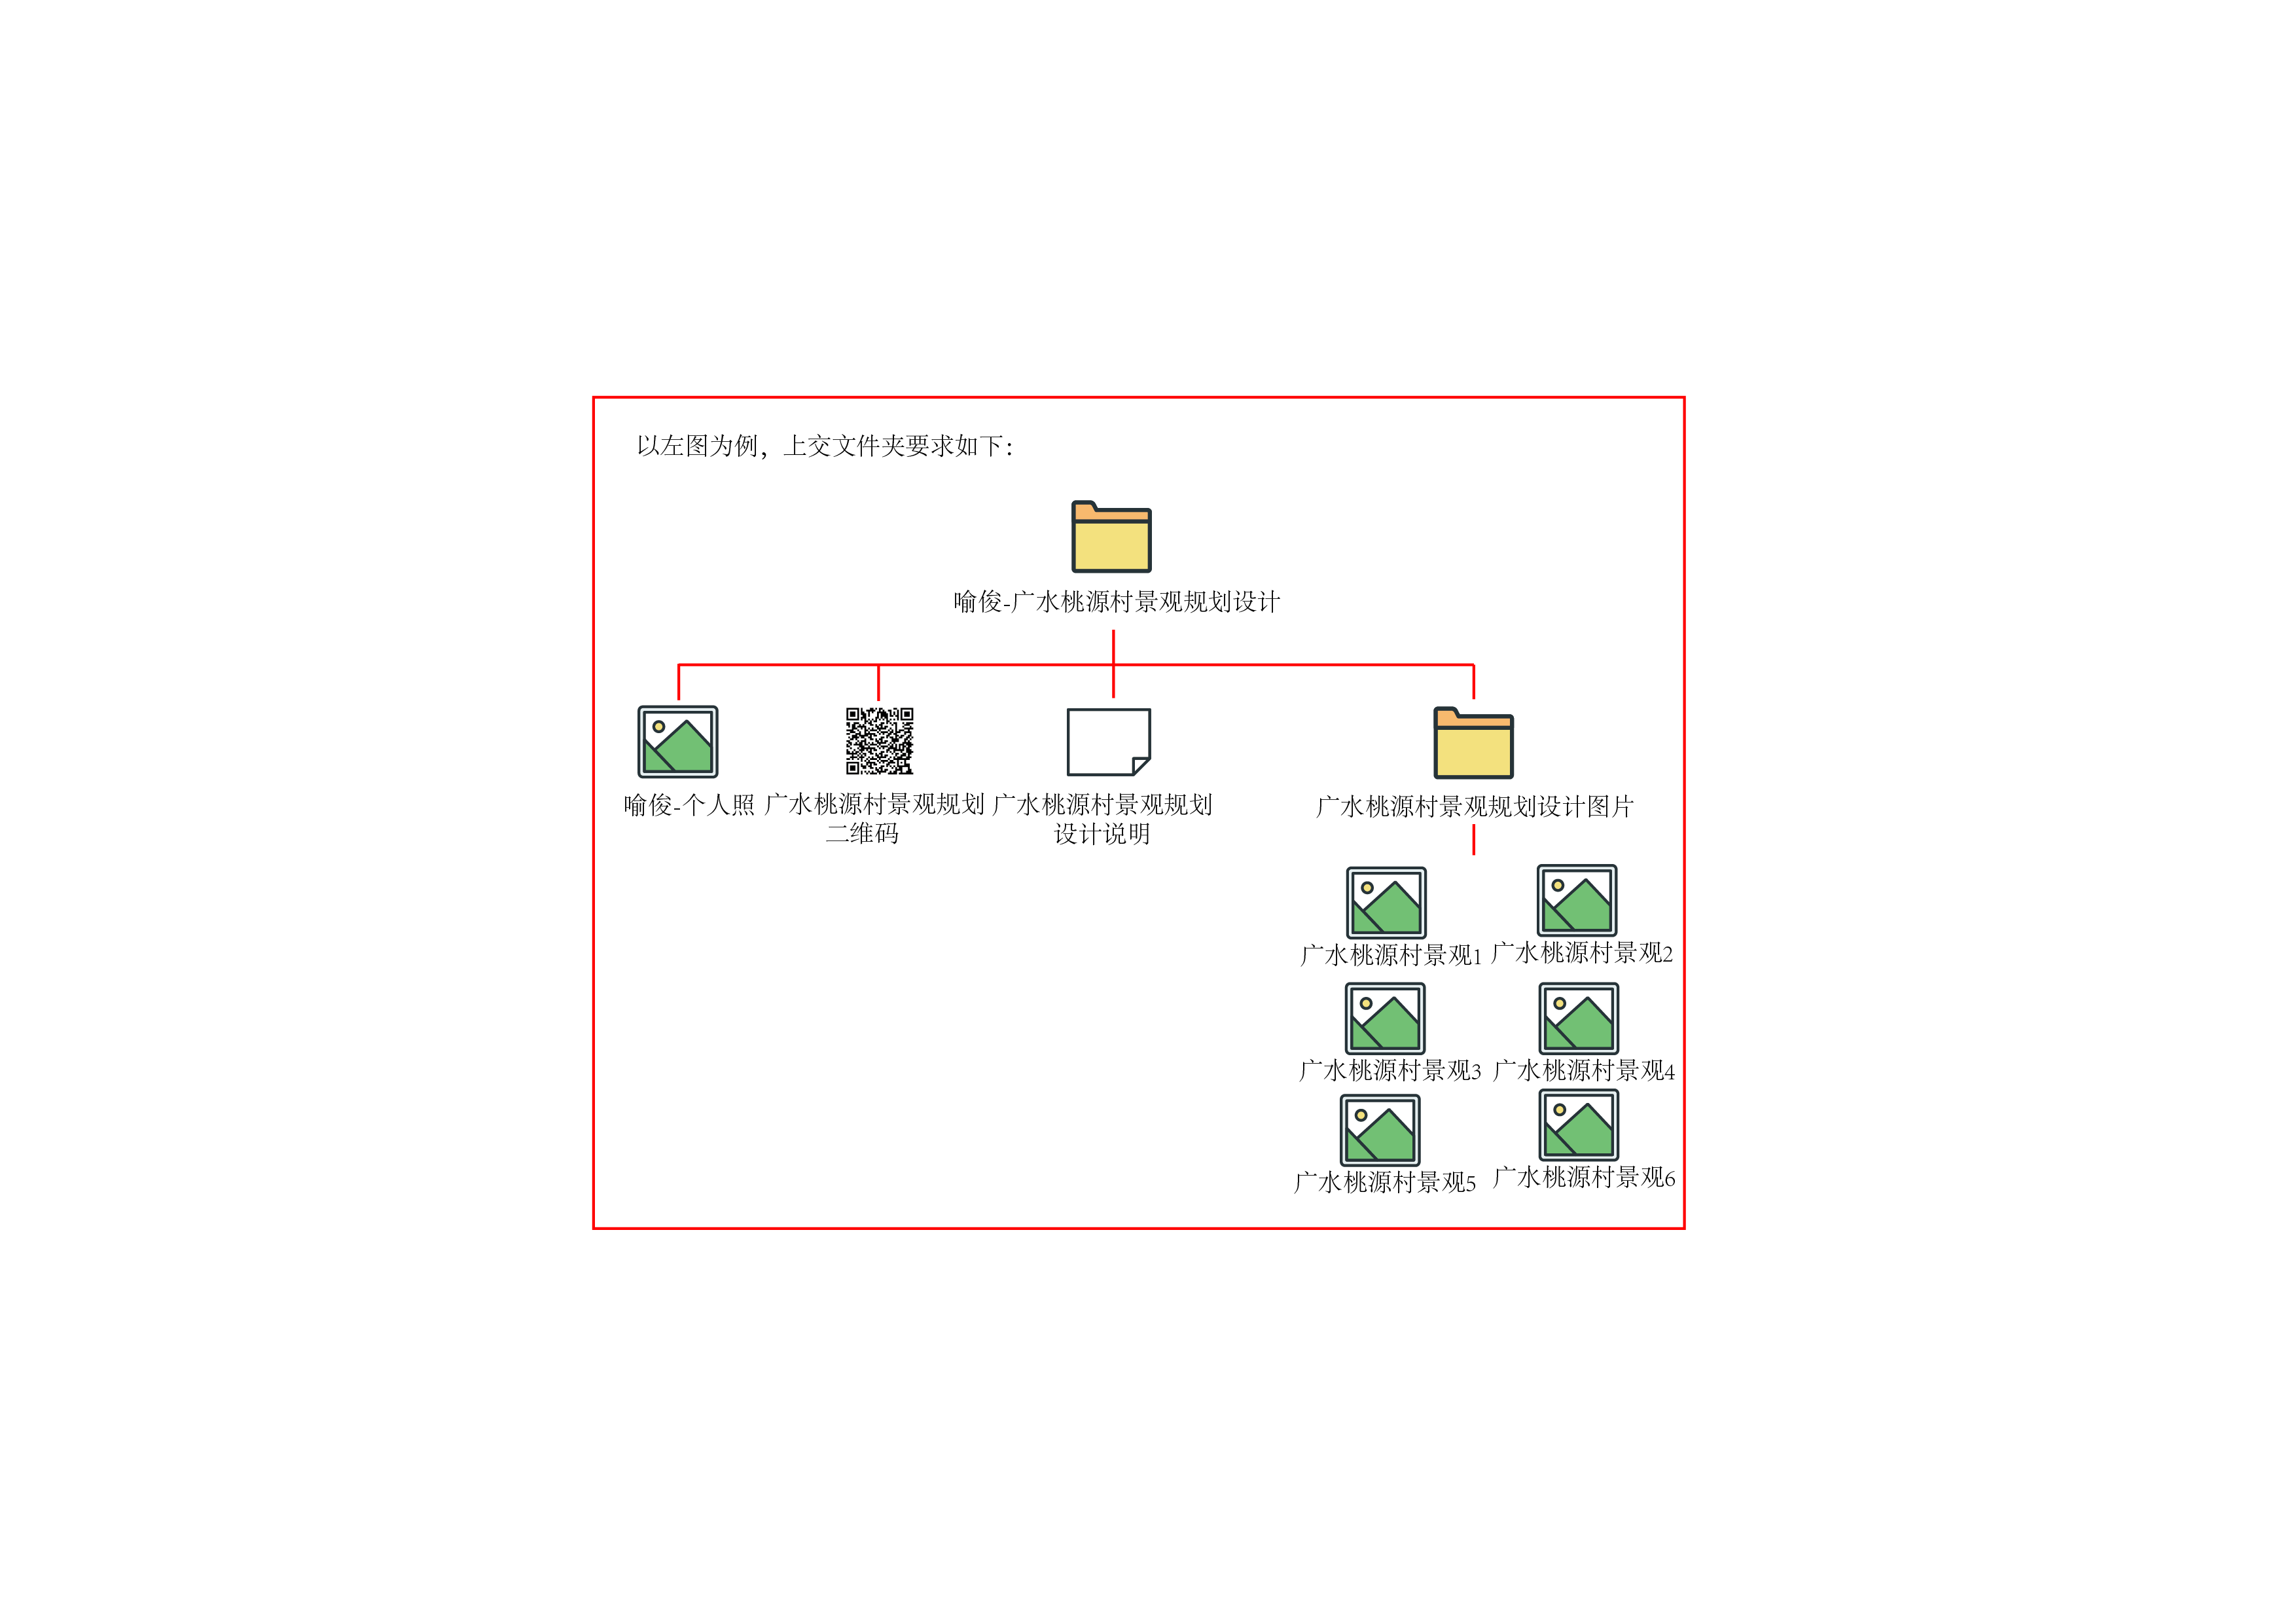 以左图为例，上交文件夹要求如下：
喻俊-广水桃源村景观规划设计
喻俊-个人照
广水桃源村景观规划
二维码
广水桃源村景观规划
设计说明
广水桃源村景观规划设计图片
广水桃源村景观1
广水桃源村景观2
广水桃源村景观3
广水桃源村景观4
广水桃源村景观5
广水桃源村景观6